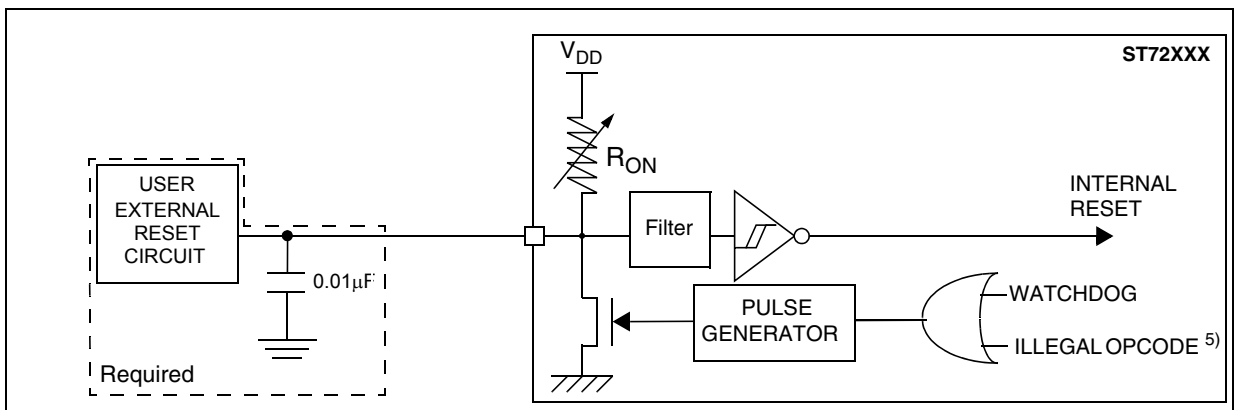 V_DD
ST72XXX
R_ON
USER
EXTERNAL
RESET
CIRCUIT
0.01μF
Required
Filter
INTERNAL
RESET
PULSE
GENERATOR
WATCHDOG
ILLEGAL OPCODE 5)